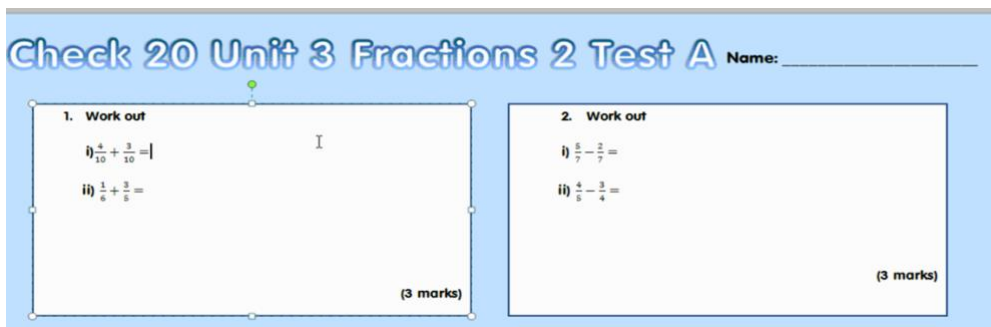 Check 20 Unit 3 Fractions 2 Test A Name: ____________________
1. Work out
i) 4/10 + 3/10 =
ii) 1/6 + 3/5 =
(3 marks)
2. Work out
i) 5/7 − 2/7 =
ii) 4/5 − 3/4 =
(3 marks)